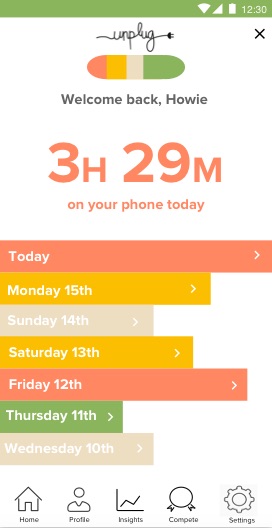 12:30
unplug
Welcome back, Howie
3H 29M
on your phone today
Today
Monday 15th
Sunday 14th
Saturday 13th
Friday 12th
Thursday 11th
Wednesday 10th
Home Profile Insights Compete Settings